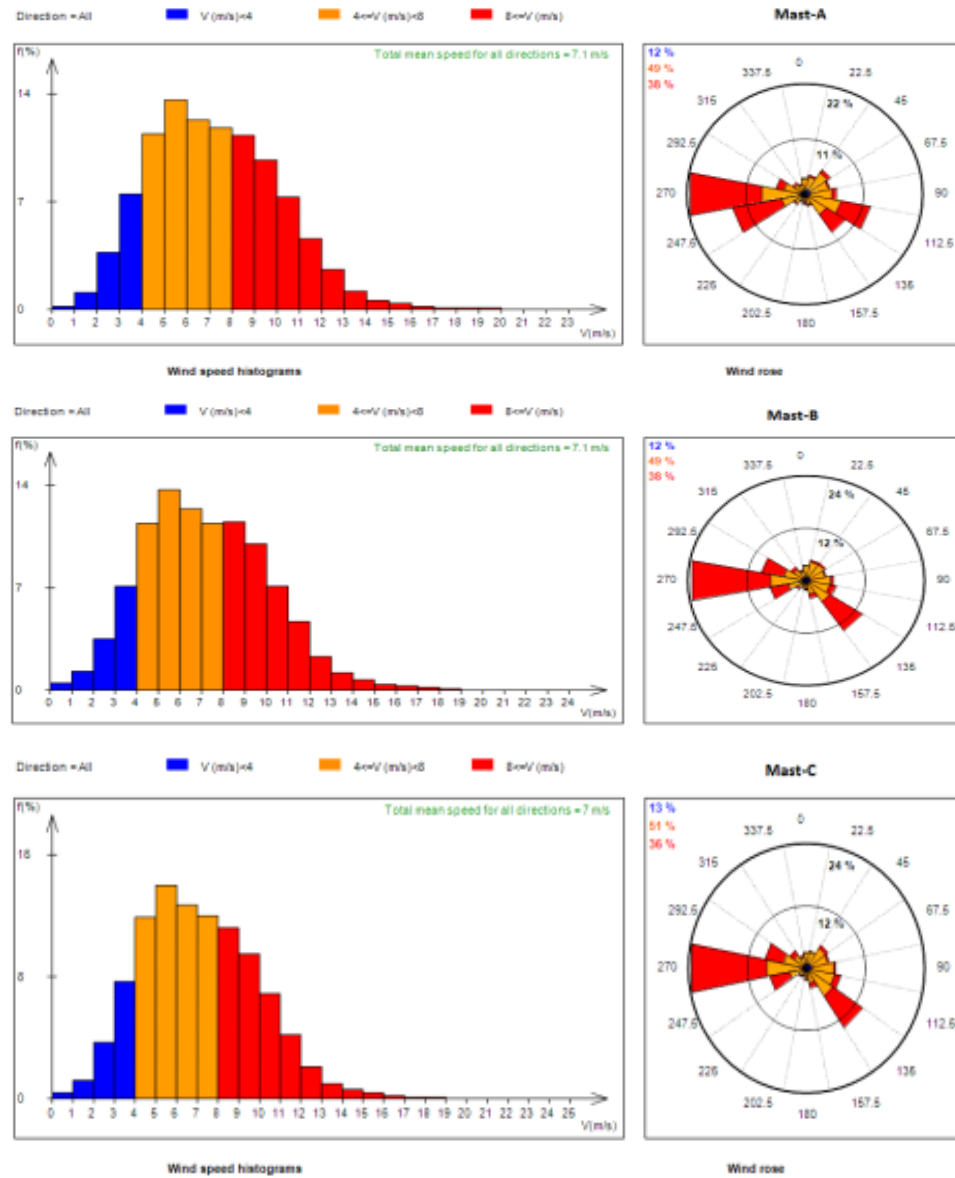 Direction = All V (m/s)<4 4<=V (m/s)<8 8<=V (m/s) Mast-A
f(%) Total mean speed for all directions = 7.1 m/s
14
7
0
0 1 2 3 4 5 6 7 8 9 10 11 12 13 14 15 16 17 18 19 20 21 22 23
V(m/s)
12 %
49 %
38 %
0
337.5 22.5
315 22 % 45
292.5 11 % 67.5
270 90
247.5 112.5
225 135
202.5 157.5
180
Wind speed histograms Wind rose
Direction = All V (m/s)<4 4<=V (m/s)<8 8<=V (m/s) Mast-B
f(%) Total mean speed for all directions = 7.1 m/s
14
7
0
0 1 2 3 4 5 6 7 8 9 10 11 12 13 14 15 16 17 18 19 20 21 22 23 24
V(m/s)
12 %
49 %
38 %
0
337.5 22.5
315 24 % 45
292.5 12 % 67.5
270 90
247.5 112.5
225 135
202.5 157.5
180
Direction = All V (m/s)<4 4<=V (m/s)<8 8<=V (m/s) Mast-C
f(%) Total mean speed for all directions = 7 m/s
16
8
0
0 1 2 3 4 5 6 7 8 9 10 11 12 13 14 15 16 17 18 19 20 21 22 23 24 25
V(m/s)
13 %
51 %
36 %
0
337.5 22.5
315 24 % 45
292.5 12 % 67.5
270 90
247.5 112.5
225 135
202.5 157.5
180
Wind speed histograms Wind rose